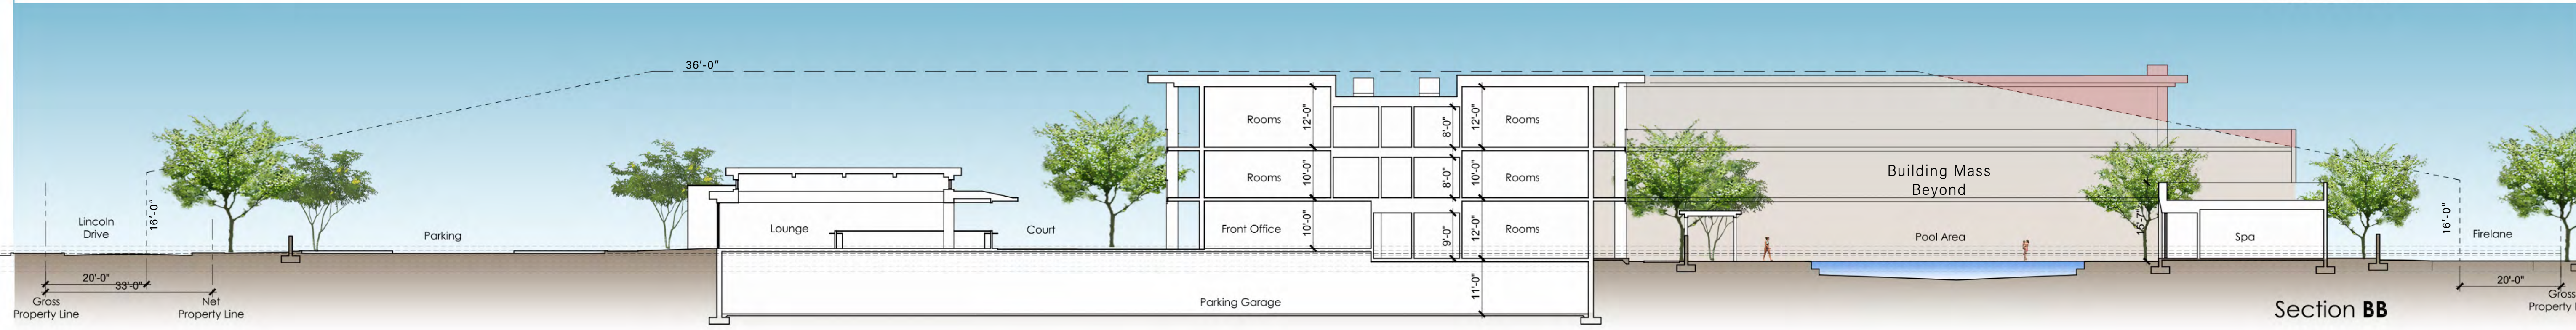 36'-0"
Rooms
12'-0"
8'-0"
12'-0"
Rooms
Rooms
10'-0"
8'-0"
10'-0"
Rooms
Building Mass
Beyond
Lincoln
Drive
16'-0"
Parking
Lounge
Court
Front Office
10'-0"
9'-0"
12'-0"
Rooms
Pool Area
16'-7"
Spa
16'-0"
Firelane
20'-0"
33'-0"
Gross
Property Line
Net
Property Line
Parking Garage
11'-0"
20'-0"
Gross
Property
Section BB